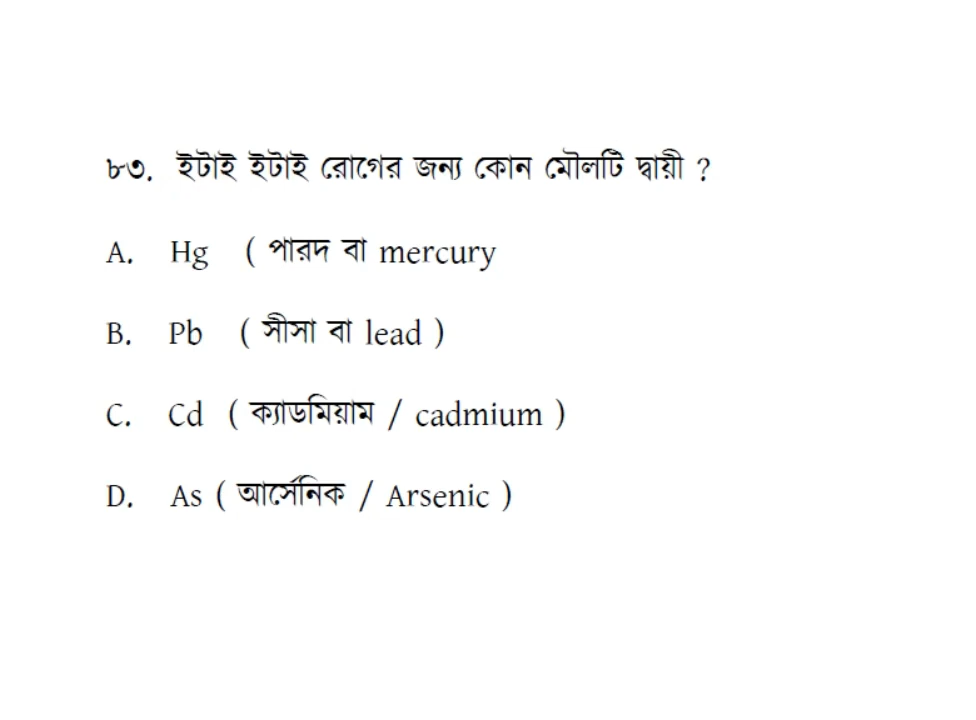 ৮৩. ইটাই ইটাই রোগের জন্য কোন মৌলটি দ্বায়ী ?
A. Hg ( পারদ বা mercury
B. Pb ( সীসা বা lead )
C. Cd ( ক্যাডমিয়াম / cadmium )
D. As ( আর্সেনিক / Arsenic )